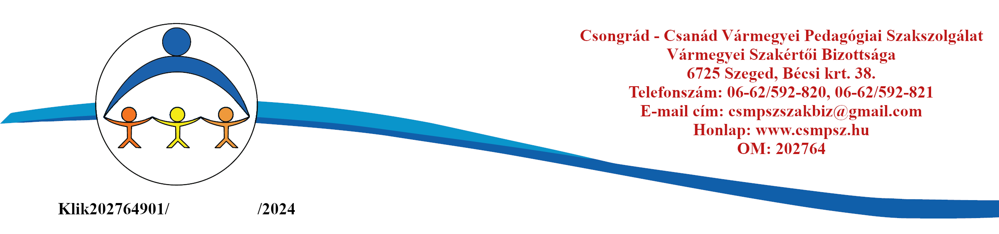 Csongrád - Csanád Vármegyei Pedagógiai Szakszolgálat
Vármegyei Szakértői Bizottsága
6725 Szeged, Bécsi krt. 38.
Telefonszám: 06-62/592-820, 06-62/592-821
E-mail cím: csmpszszakbiz@gmail.com
Honlap: www.csmpsz.hu
OM: 202764
Klik202764901/ /2024